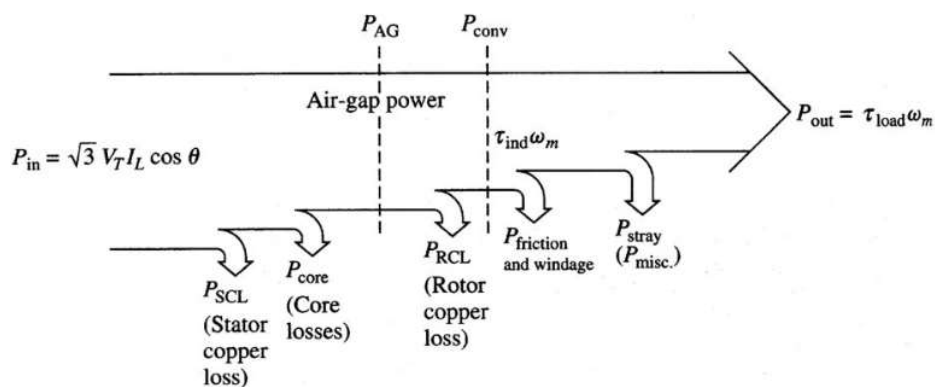 P_AG
P_conv
Air-gap power
P_in = √3 V_T I_L cos θ
τ_ind ω_m
P_out = τ_load ω_m
P_SCL
(Stator
copper
loss)
P_core
(Core
losses)
P_RCL
(Rotor
copper
loss)
P_friction
and windage
P_stray
(P_misc.)